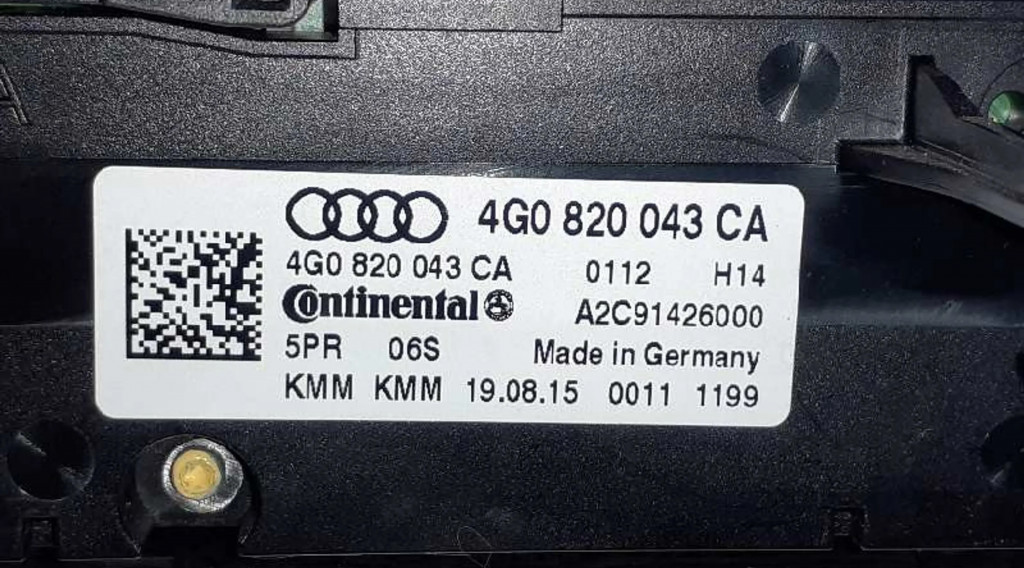 4G0 820 043 CA
4G0 820 043 CA 0112 H14
Continental
A2C91426000
5PR 06S Made in Germany
KMM KMM 19.08.15 0011 1199